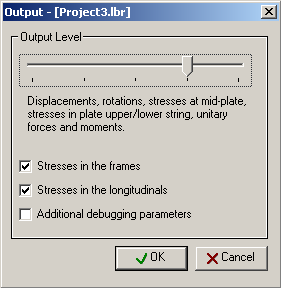 Output - [Project3.lbr]
Output Level
Displacements, rotations, stresses at mid-plate,
stresses in plate upper/lower string, unitary
forces and moments.
Stresses in the frames
Stresses in the longitudinals
Additional debugging parameters
OK
Cancel